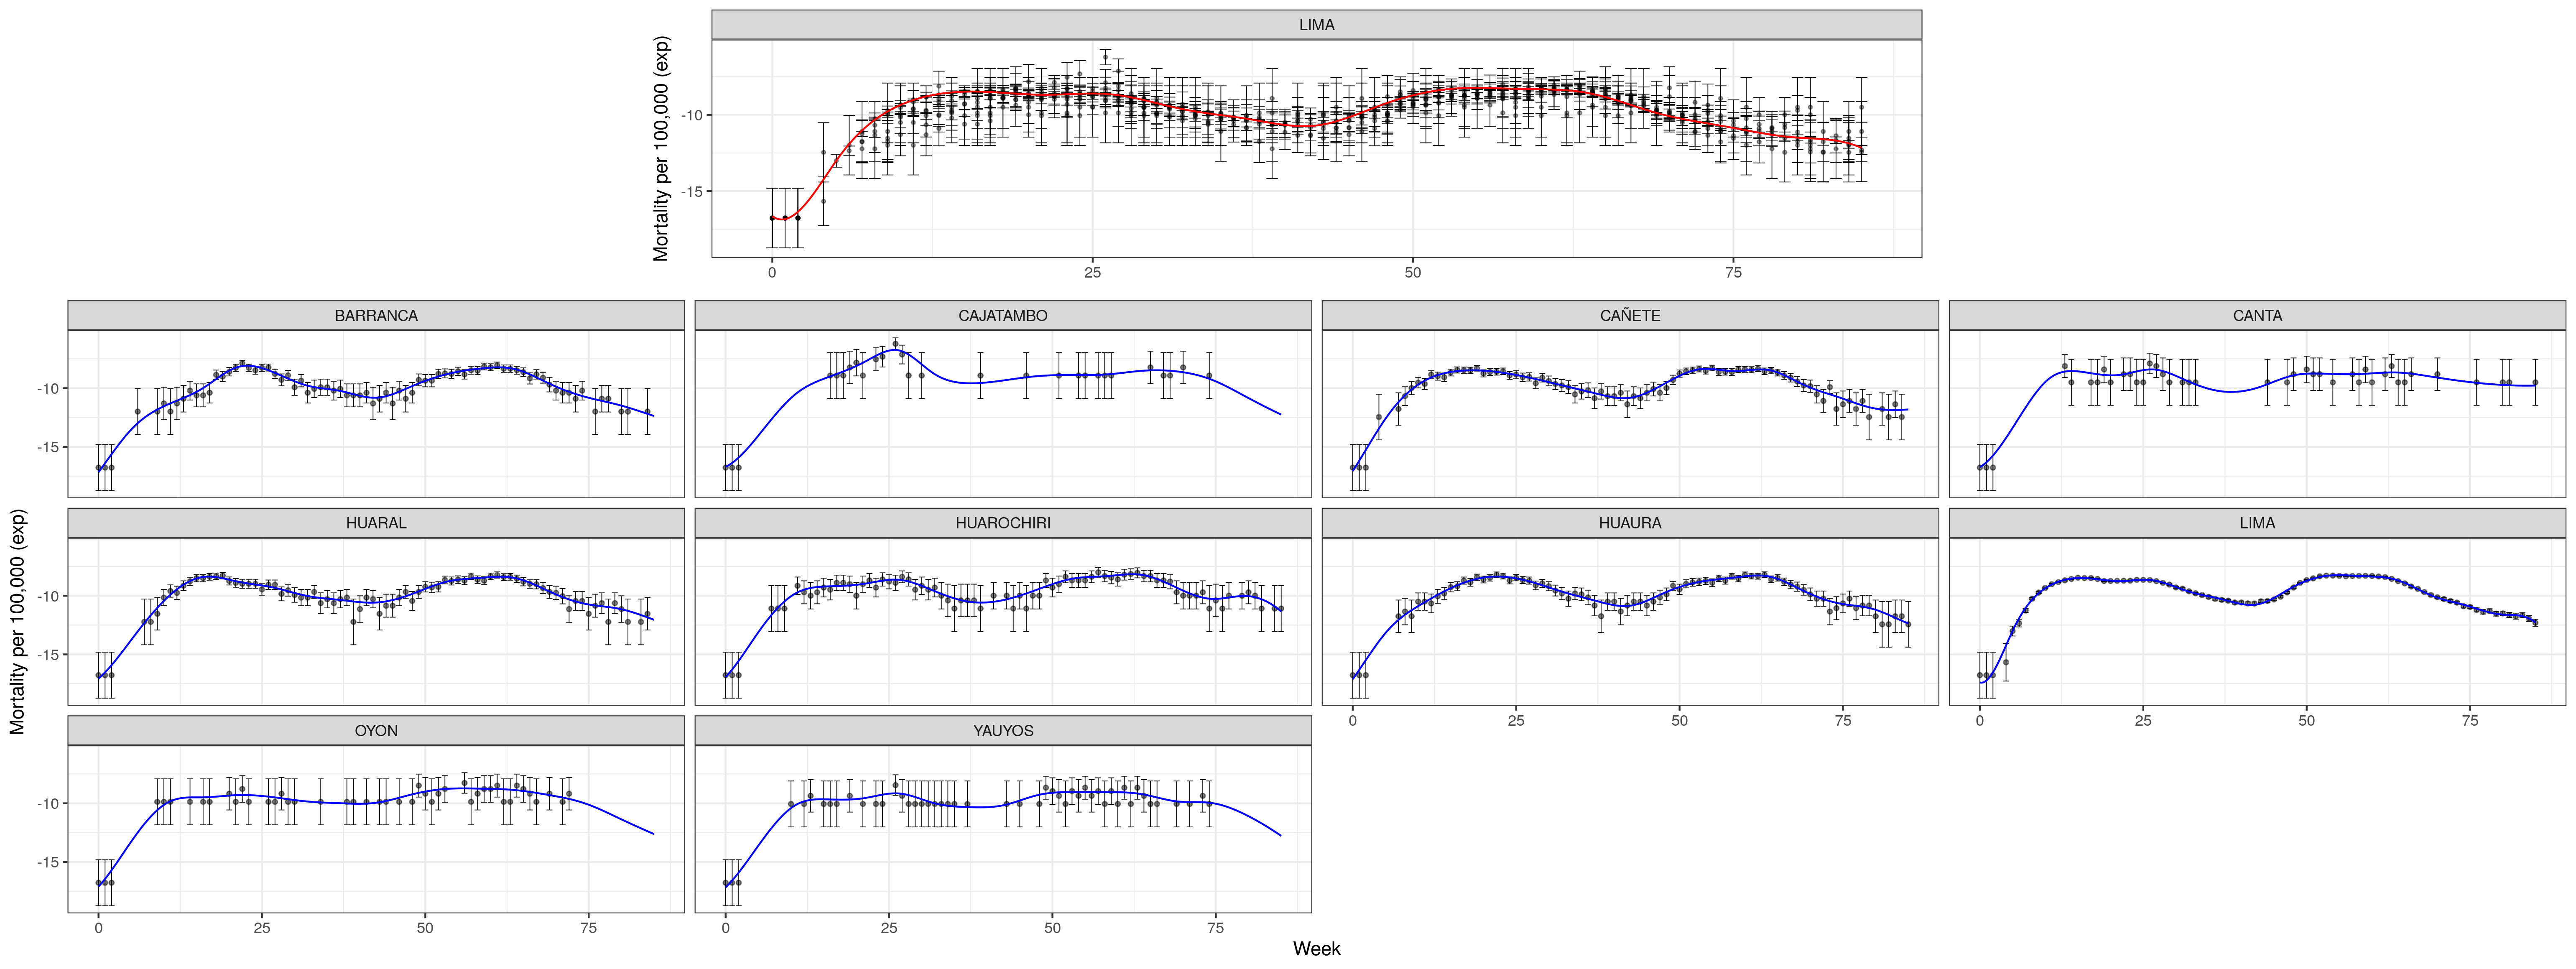 LIMA
Mortality per 100,000 (exp)
-10
-15
0 25 50 75
BARRANCA CAJATAMBO CAÑETE CANTA
-10
-15
HUARAL HUAROCHIRI HUAURA LIMA
Mortality per 100,000 (exp)
-10
-15
0 25 50 75 0 25 50 75
OYON YAUYOS
-10
-15
0 25 50 75 0 25 50 75
Week